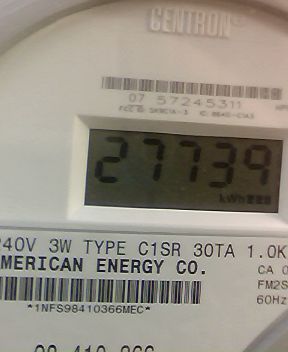 CENTRON®
07 57245311
27739
kWh
240V 3W TYPE C1SR 30TA 1.0K
AMERICAN ENERGY CO.
CA 0
FM2S
60Hz
*1NFS98410366MEC*